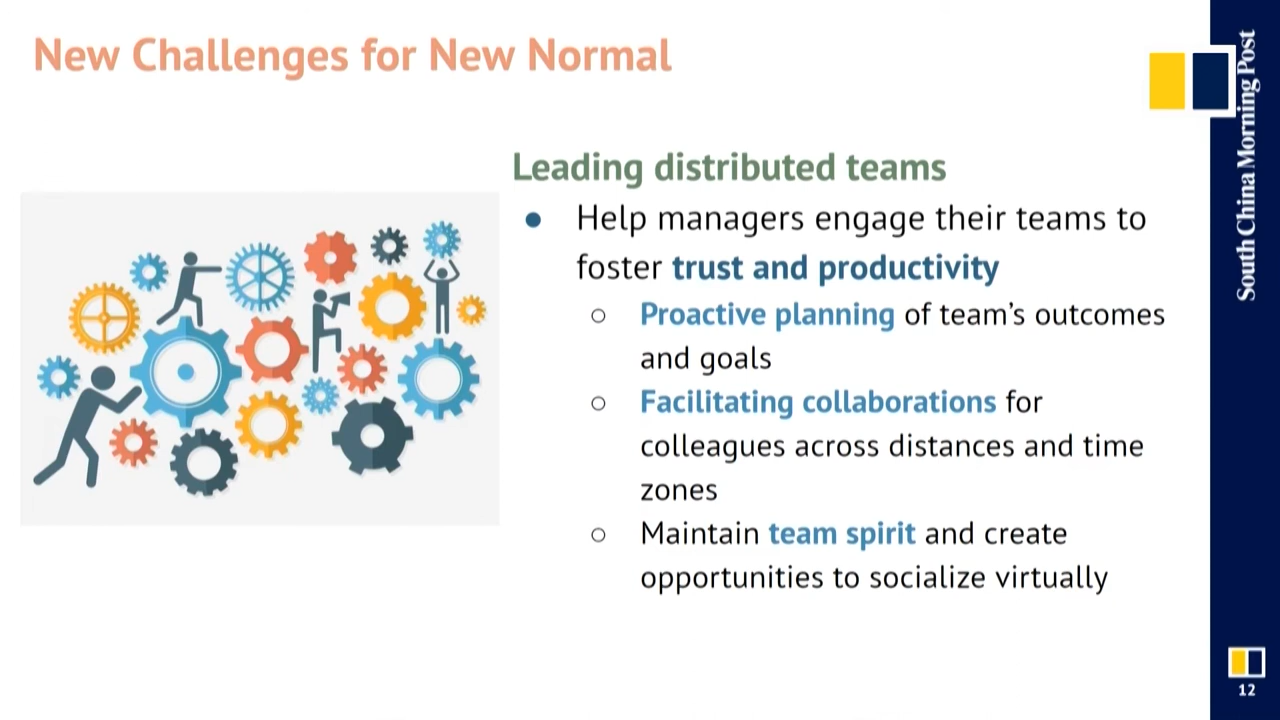 New Challenges for New Normal
South China Morning Post
Leading distributed teams
● Help managers engage their teams to
foster trust and productivity
○ Proactive planning of team’s outcomes
and goals
○ Facilitating collaborations for
colleagues across distances and time
zones
○ Maintain team spirit and create
opportunities to socialize virtually
12